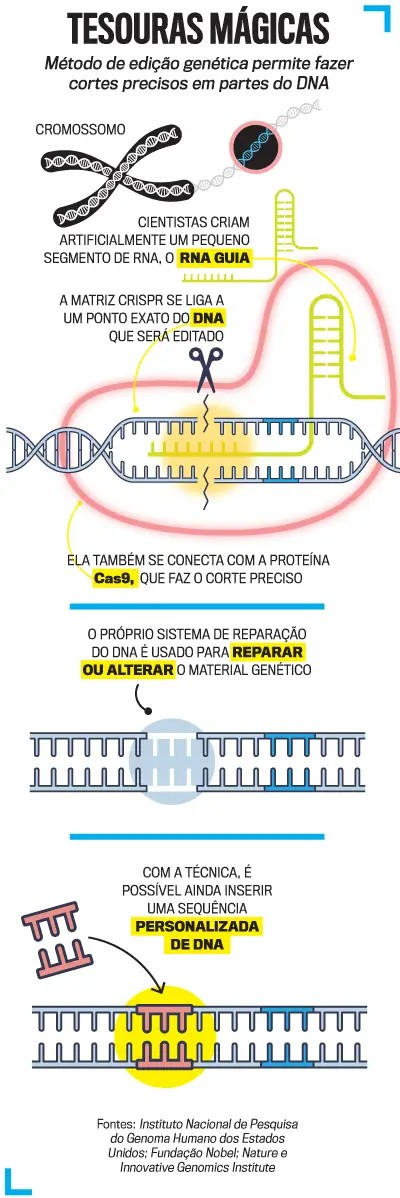 TESOURAS MÁGICAS
Método de edição genética permite fazer
cortes precisos em partes do DNA
CROMOSSOMO
CIENTISTAS CRIAM
ARTIFICIALMENTE UM PEQUENO
SEGMENTO DE RNA, O RNA GUIA
A MATRIZ CRISPR SE LIGA A
UM PONTO EXATO DO DNA
QUE SERÁ EDITADO
ELA TAMBÉM SE CONECTA COM A PROTEÍNA
Cas9, QUE FAZ O CORTE PRECISO
O PRÓPRIO SISTEMA DE REPARAÇÃO
DO DNA É USADO PARA REPARAR
OU ALTERAR O MATERIAL GENÉTICO
COM A TÉCNICA, É
POSSÍVEL AINDA INSERIR
UMA SEQUÊNCIA
PERSONALIZADA
DE DNA
Fontes: Instituto Nacional de Pesquisa
do Genoma Humano dos Estados
Unidos; Fundação Nobel; Nature e
Innovative Genomics Institute